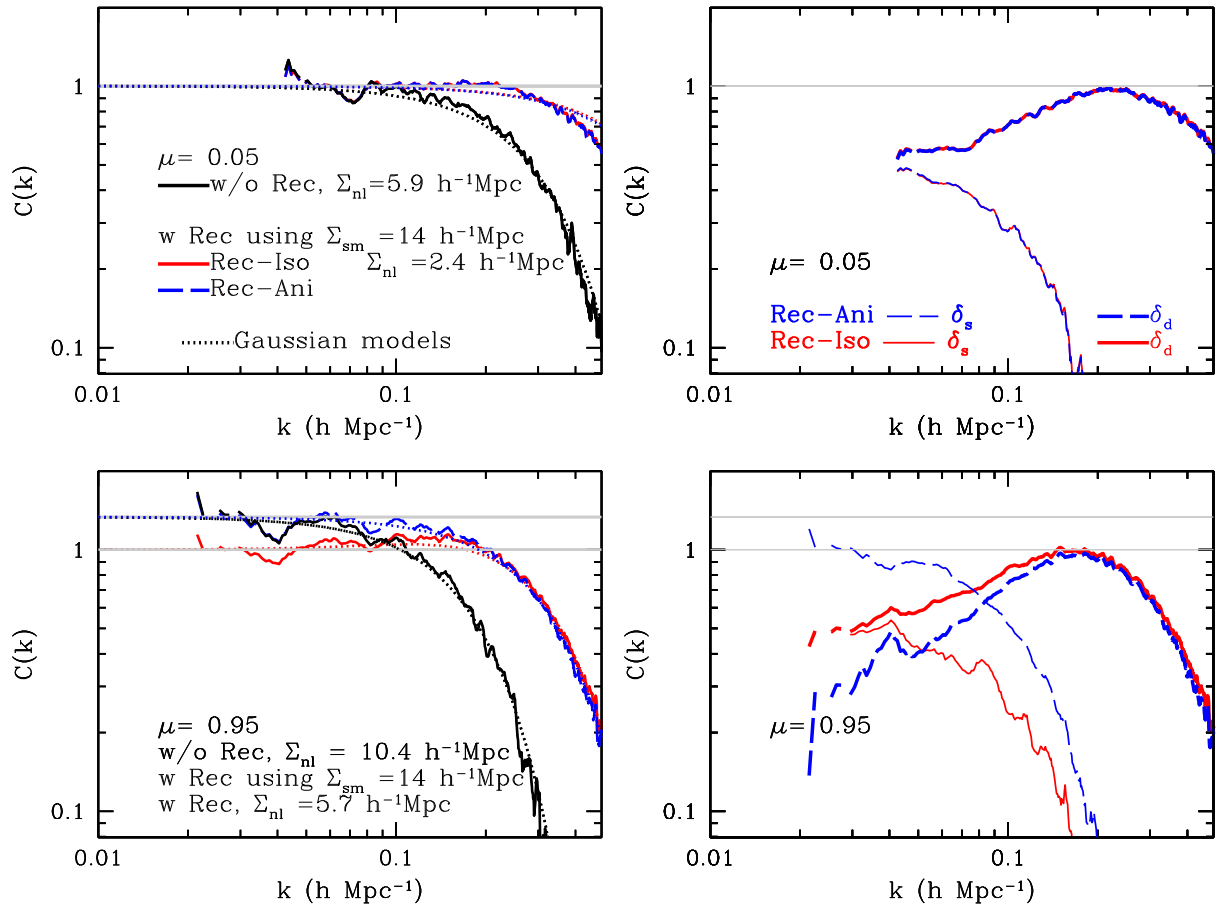 1
0.1
C(k)
μ= 0.05
w/o Rec, Σnl=5.9 h⁻¹Mpc
w Rec using Σsm =14 h⁻¹Mpc
Rec-Iso Σnl =2.4 h⁻¹Mpc
Rec-Ani
Gaussian models
0.01 0.1
k (h Mpc⁻¹)
1
0.1
C(k)
μ= 0.05
Rec-Ani δs δd
Rec-Iso δs δd
0.01 0.1
k (h Mpc⁻¹)
1
0.1
C(k)
μ= 0.95
w/o Rec, Σnl = 10.4 h⁻¹Mpc
w Rec using Σsm =14 h⁻¹Mpc
w Rec, Σnl =5.7 h⁻¹Mpc
0.01 0.1
k (h Mpc⁻¹)
1
0.1
C(k)
μ= 0.95
0.01 0.1
k (h Mpc⁻¹)